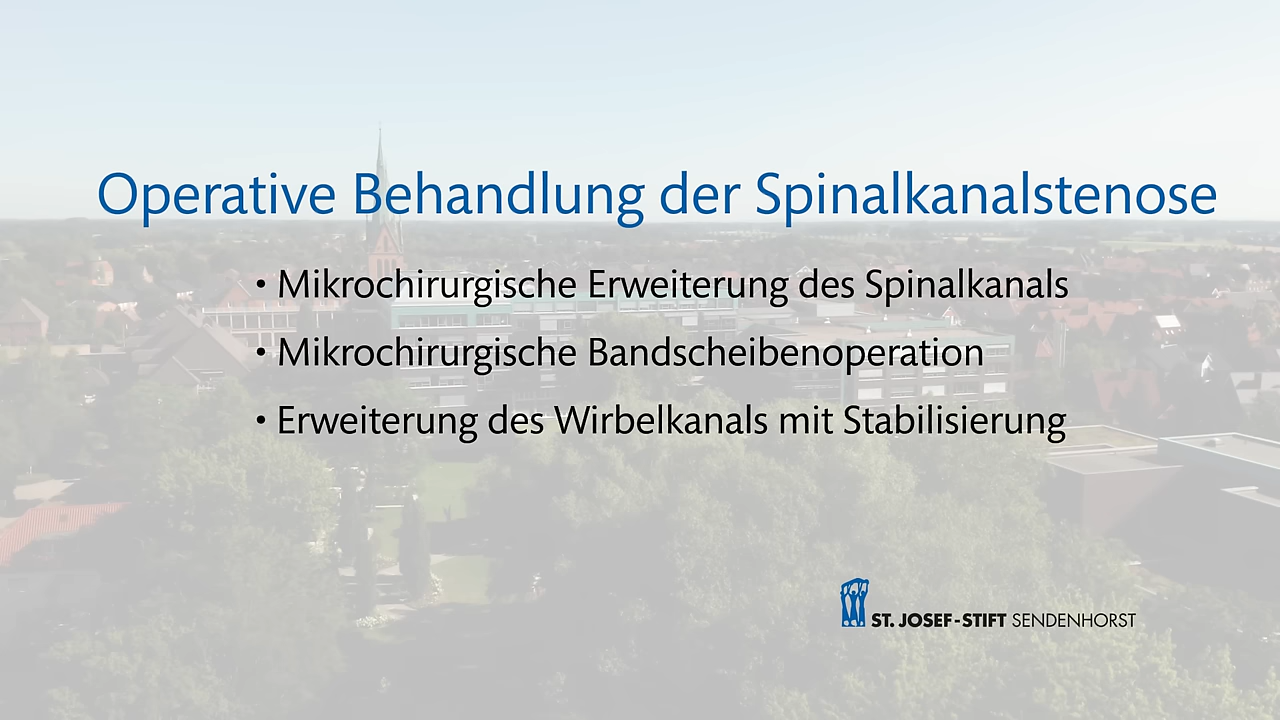 Operative Behandlung der Spinalkanalstenose
• Mikrochirurgische Erweiterung des Spinalkanals
• Mikrochirurgische Bandscheibenoperation
• Erweiterung des Wirbelkanals mit Stabilisierung
ST. JOSEF-STIFT SENDENHORST